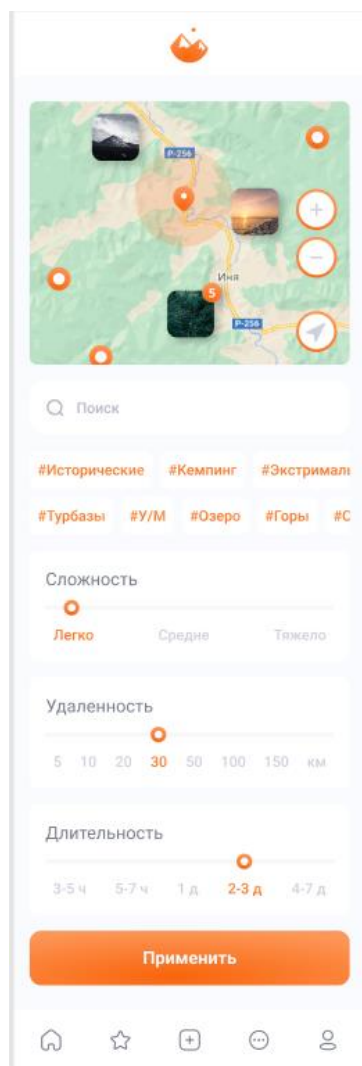 P-256
Иня
5
P-256
Поиск
#Исторические #Кемпинг #Экстримал
#Турбазы #У/М #Озеро #Горы #С
Сложность
Легко Средне Тяжело
Удаленность
5 10 20 30 50 100 150 км
Длительность
3-5 ч 5-7 ч 1 д 2-3 д 4-7 д
Применить